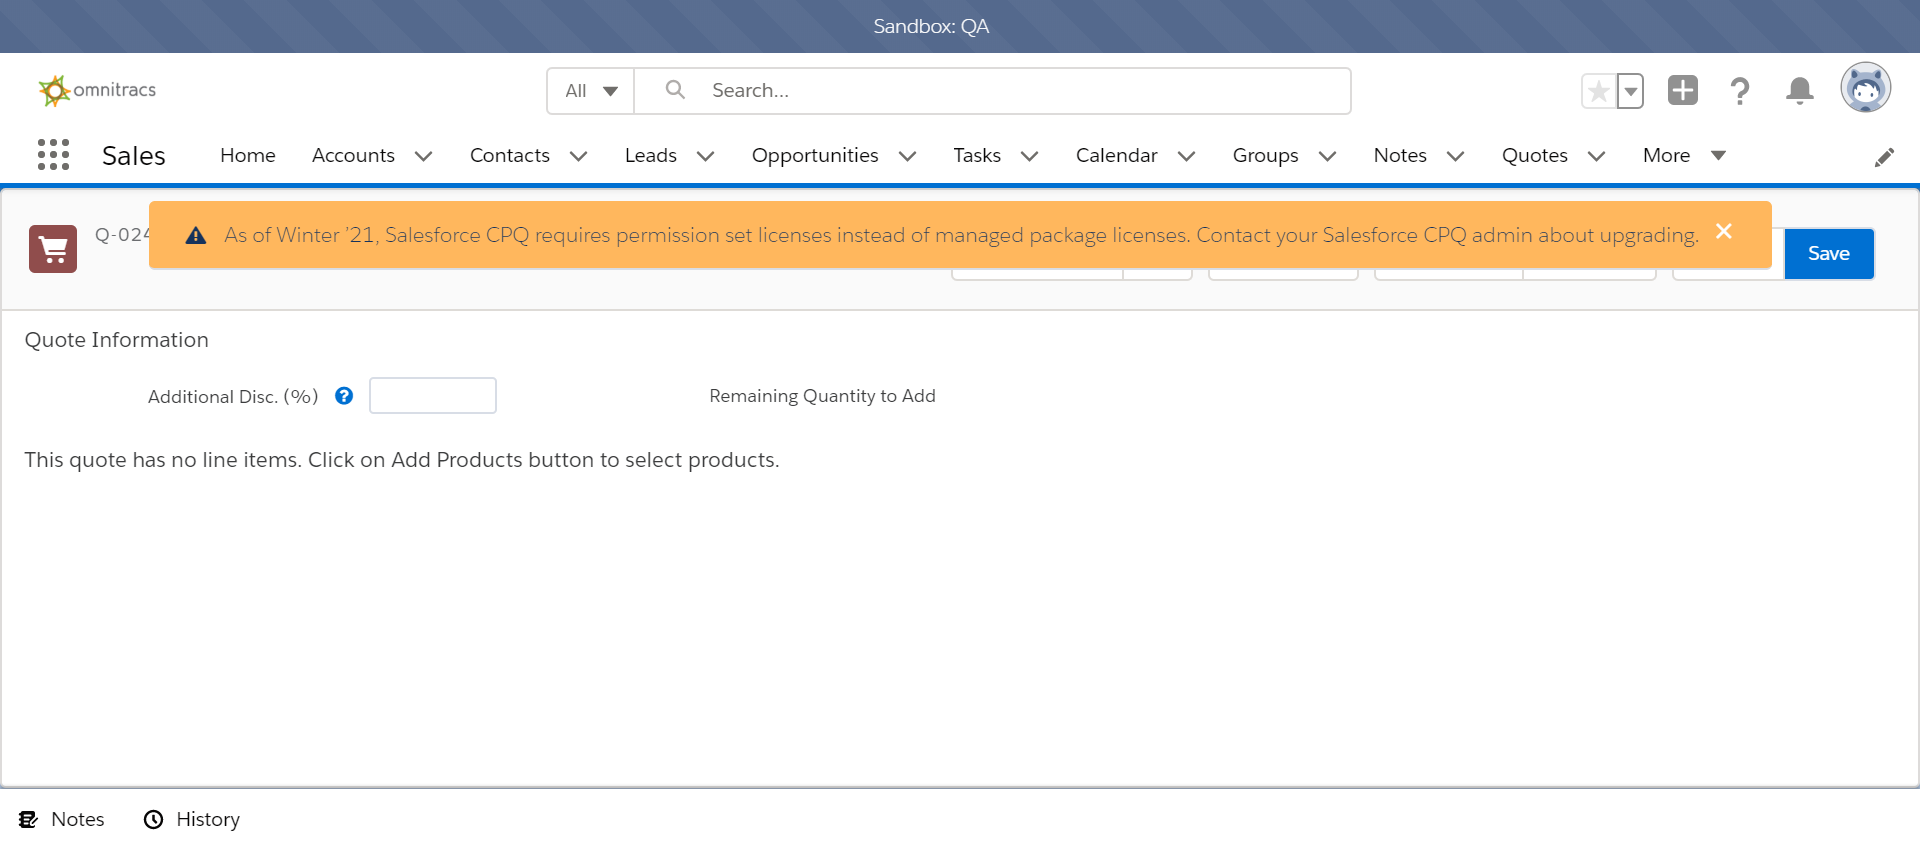 Sandbox: QA
omnitracs
All
Search...
Sales
Home
Accounts
Contacts
Leads
Opportunities
Tasks
Calendar
Groups
Notes
Quotes
More
Q-024
As of Winter ’21, Salesforce CPQ requires permission set licenses instead of managed package licenses. Contact your Salesforce CPQ admin about upgrading.
Save
Quote Information
Additional Disc. (%)
Remaining Quantity to Add
This quote has no line items. Click on Add Products button to select products.
Notes
History